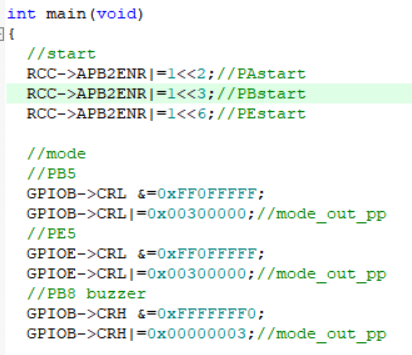 int main(void)
{
//start
RCC->APB2ENR|=1<<2;//PAstart
RCC->APB2ENR|=1<<3;//PBstart
RCC->APB2ENR|=1<<6;//PEstart
//mode
//PB5
GPIOB->CRL &=0xFF0FFFFF;
GPIOB->CRL|=0x00300000;//mode_out_pp
//PE5
GPIOE->CRL &=0xFF0FFFFF;
GPIOE->CRL|=0x00300000;//mode_out_pp
//PB8 buzzer
GPIOB->CRH &=0xFFFFFFF0;
GPIOB->CRH|=0x00000003;//mode_out_pp